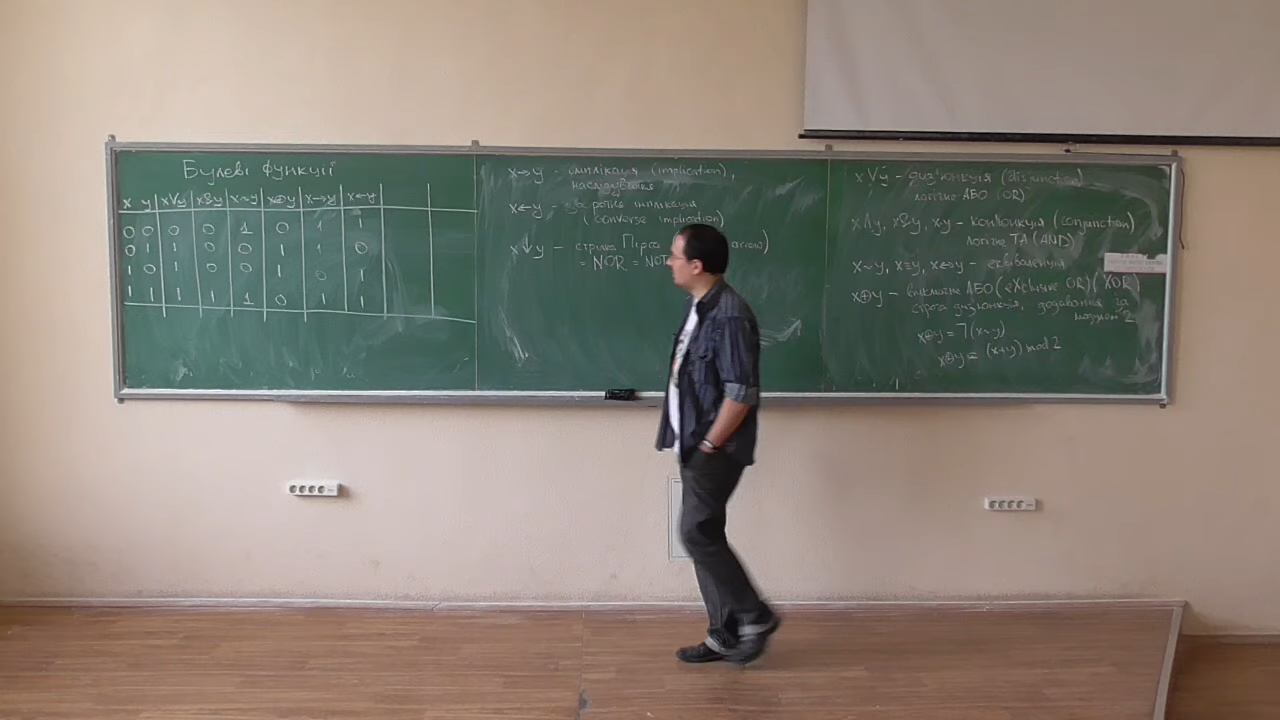 Булеві функції
x y x∨y x&y x~y x⊕y x→y x←y
0 0 0 0 1 0 1 1
0 1 1 0 0 1 1 0
1 0 1 0 0 1 0 1
1 1 1 1 1 0 1 1
x→y - імплікація (implication),
наслідування
x←y - зворотна імплікація
(converse implication)
x↓y - стрілка Пірса
= NOR = NOT
x∨y - диз'юнкція (disjunction)
логічне АБО (OR)
x∧y, x&y, x·y - кон'юнкція (conjunction)
логічне ТА (AND)
x~y, x≡y, x⇔y - еквіваленція
x⊕y - виключне АБО (eXclusive OR) (XOR)
строга диз'юнкція, додавання за
модулем 2
x⊕y = ¬(x~y)
x⊕y = (x+y) mod 2